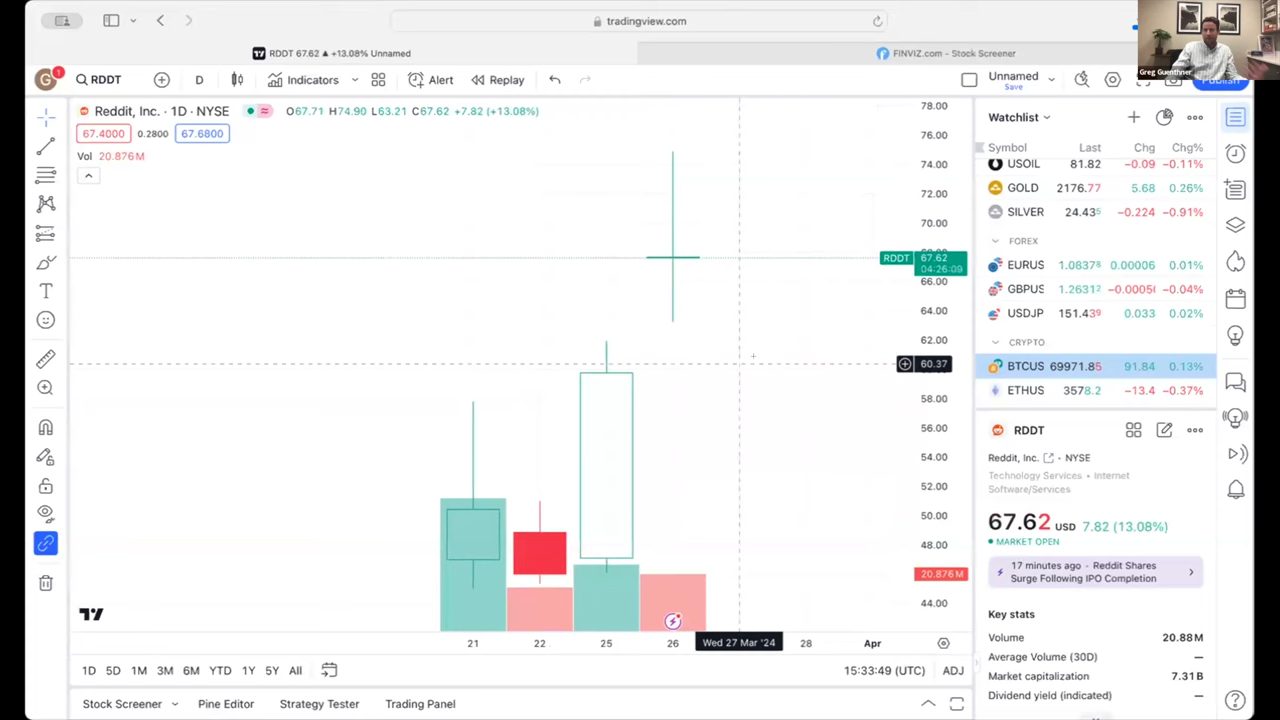 tradingview.com
RDDT 67.62 ▲ +13.08% Unnamed
FINVIZ.com - Stock Screener
Greg Guenthner
G 1 RDDT D Indicators Alert Replay Unnamed Save Publish
Reddit, Inc. · 1D · NYSE O67.71 H74.90 L63.21 C67.62 +7.82 (+13.08%)
67.4000 0.2800 67.6800
Vol 20.876M
78.00
76.00
74.00
72.00
70.00
RDDT 67.62
04:26:09
66.00
64.00
62.00
60.37
58.00
56.00
54.00
52.00
50.00
48.00
20.876M
44.00
21 22 25 26 Wed 27 Mar '24 28 Apr
1D 5D 1M 3M 6M YTD 1Y 5Y All 15:33:49 (UTC) ADJ
Stock Screener Pine Editor Strategy Tester Trading Panel
Watchlist
Symbol Last Chg Chg%
USOIL 81.82 −0.09 −0.11%
GOLD 2176.77 5.68 0.26%
SILVER 24.435 −0.224 −0.91%
FOREX
EURUS 1.08378 0.00006 0.01%
GBPUS 1.26312 −0.0005 −0.04%
USDJP 151.439 0.033 0.02%
CRYPTO
BTCUS 69971.85 91.84 0.13%
ETHUS 3578.2 −13.4 −0.37%
RDDT
Reddit, Inc. · NYSE
Technology Services • Internet
Software/Services
67.62 USD 7.82 (13.08%)
MARKET OPEN
17 minutes ago · Reddit Shares
Surge Following IPO Completion
Key stats
Volume 20.88M
Average Volume (30D) —
Market capitalization 7.31B
Dividend yield (indicated) —